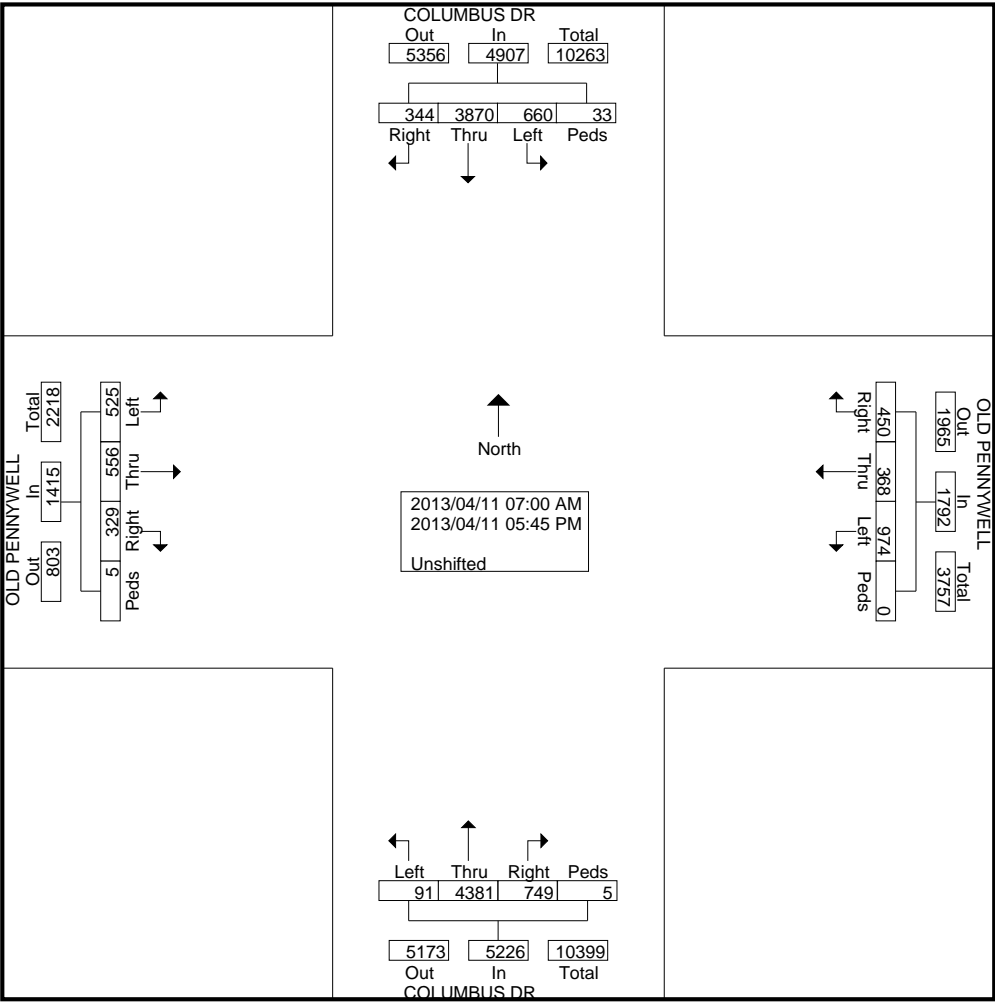 COLUMBUS DR
Out In Total
5356 4907 10263
344 3870 660 33
Right Thru Left Peds
OLD PENNYWELL
Total In Out
2218 1415 803
525 556 329 5
Left Thru Right Peds
North
2013/04/11 07:00 AM
2013/04/11 05:45 PM
Unshifted
OLD PENNYWELL
Out In Total
1965 1792 3757
450 368 974 0
Right Thru Left Peds
Left Thru Right Peds
91 4381 749 5
5173 5226 10399
Out In Total
COLUMBUS DR